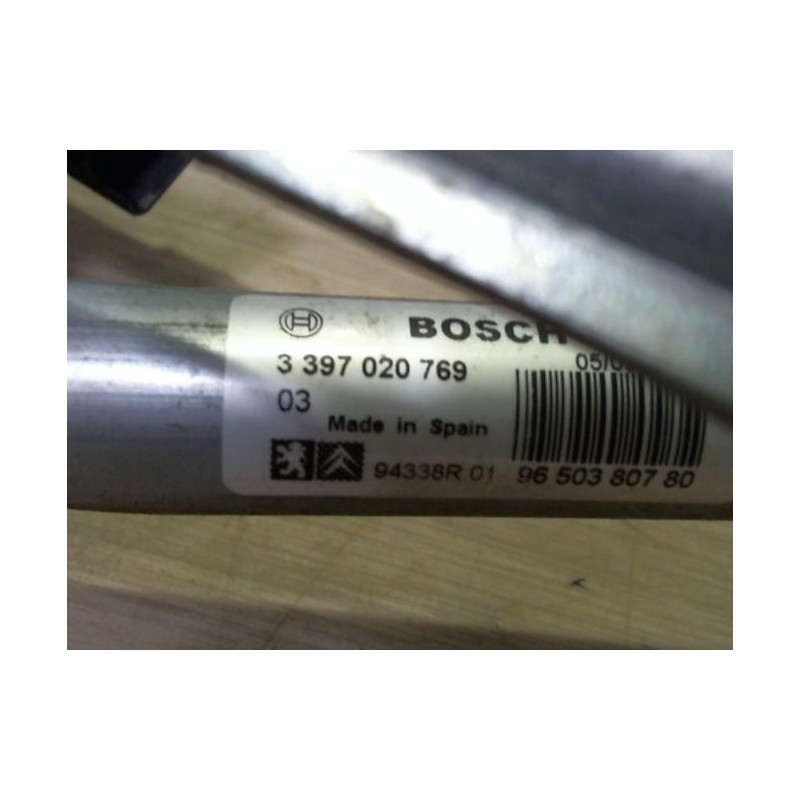 BOSCH
3 397 020 769
03
Made in Spain
94338R 01
96 503 807 80